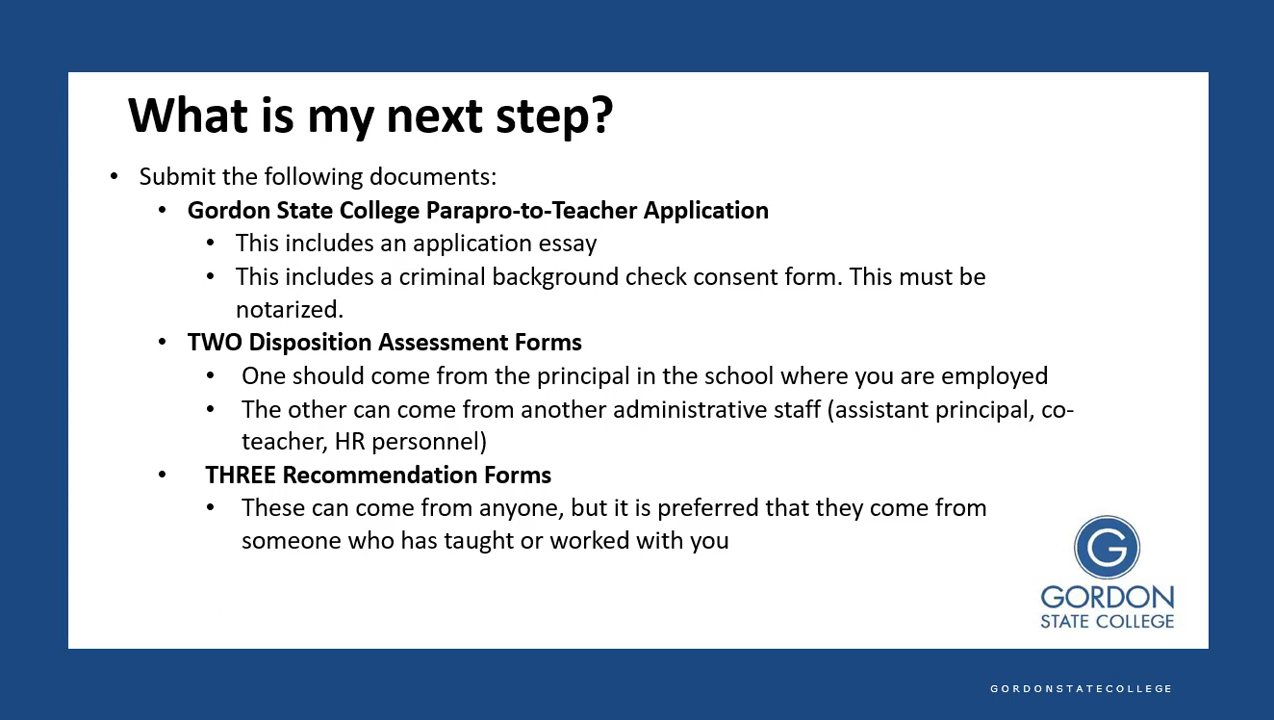 What is my next step?
• Submit the following documents:
• Gordon State College Parapro-to-Teacher Application
• This includes an application essay
• This includes a criminal background check consent form. This must be
notarized.
• TWO Disposition Assessment Forms
• One should come from the principal in the school where you are employed
• The other can come from another administrative staff (assistant principal, co-
teacher, HR personnel)
• THREE Recommendation Forms
• These can come from anyone, but it is preferred that they come from
someone who has taught or worked with you
G
GORDON
STATE COLLEGE
GORDONSTATECOLLEGE